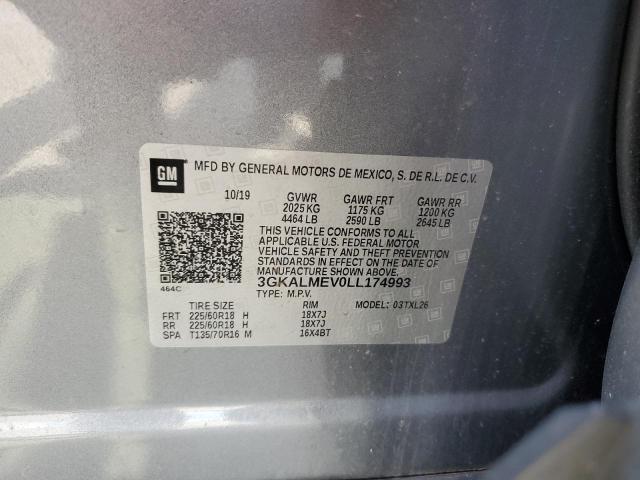 GM MFD BY GENERAL MOTORS DE MEXICO, S. DE R.L. DE C.V.
10/19 GVWR GAWR FRT GAWR RR
2025 KG 1175 KG 1200 KG
4464 LB 2590 LB 2645 LB
THIS VEHICLE CONFORMS TO ALL
APPLICABLE U.S. FEDERAL MOTOR
VEHICLE SAFETY AND THEFT PREVENTION
STANDARDS IN EFFECT ON THE DATE OF
MANUFACTURE SHOWN ABOVE.
464C 3GKALMEV0LL174993
TYPE: M.P.V.
TIRE SIZE RIM MODEL: 03TXL26
FRT 225/60R18 H 18X7J
RR 225/60R18 H 18X7J
SPA T135/70R16 M 16X4BT